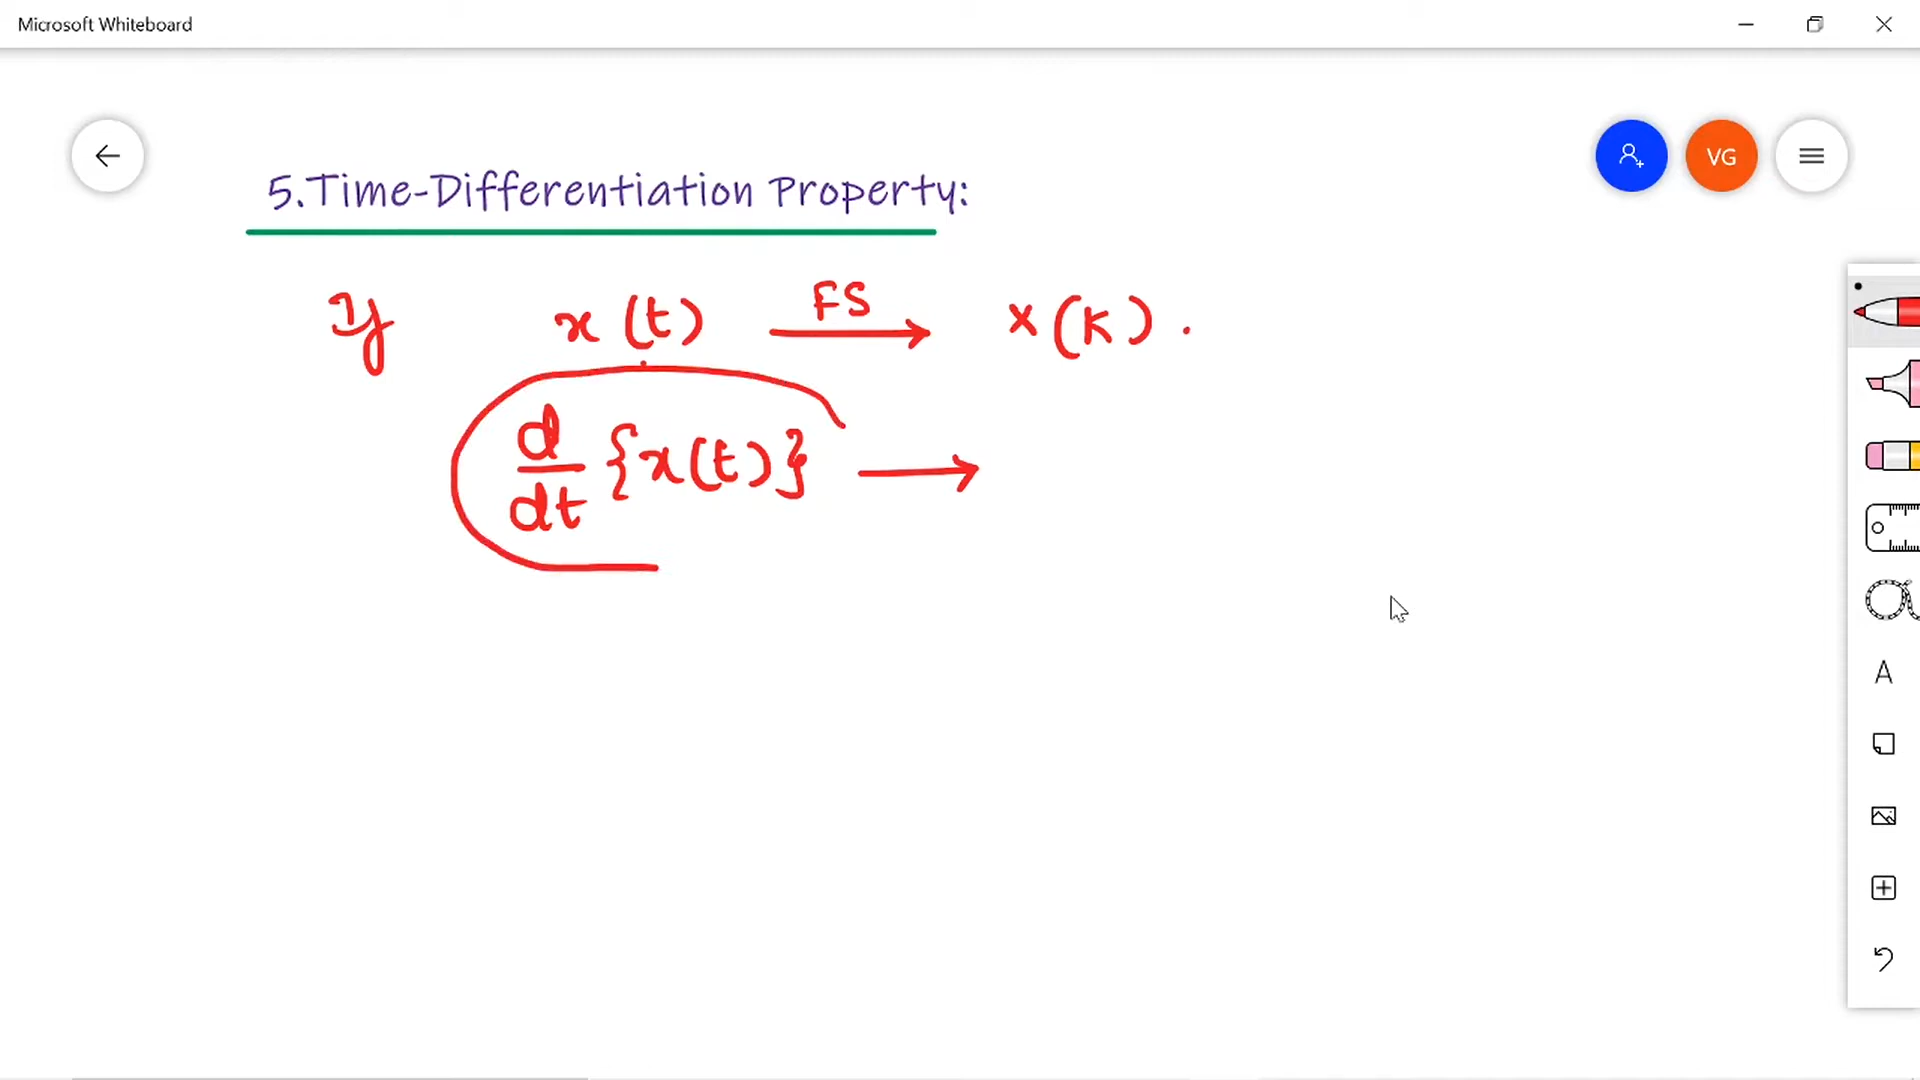 Microsoft Whiteboard
VG
5.Time-Differentiation Property:
If x(t) FS→ X(K).
d/dt {x(t)} →
A